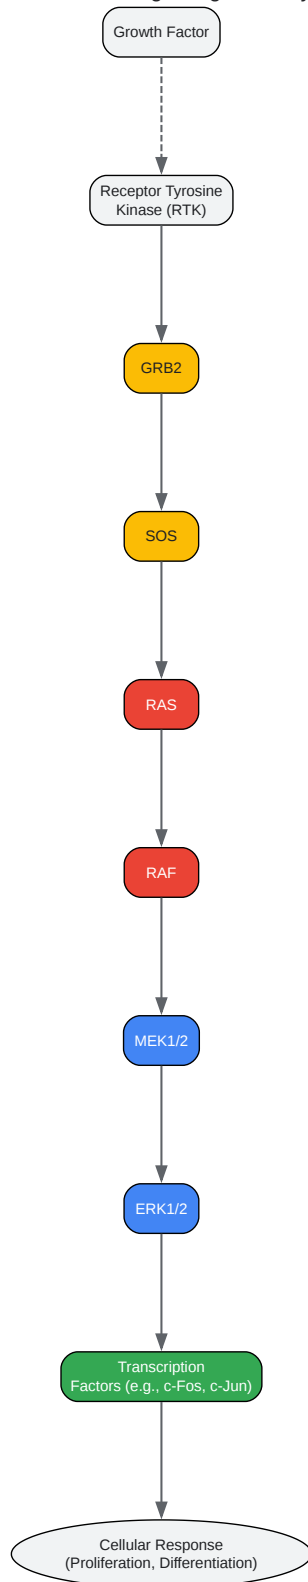 Growth Factor
Receptor Tyrosine
Kinase (RTK)
GRB2
SOS
RAS
RAF
MEK1/2
ERK1/2
Transcription
Factors (e.g., c-Fos, c-Jun)
Cellular Response
(Proliferation, Differentiation)